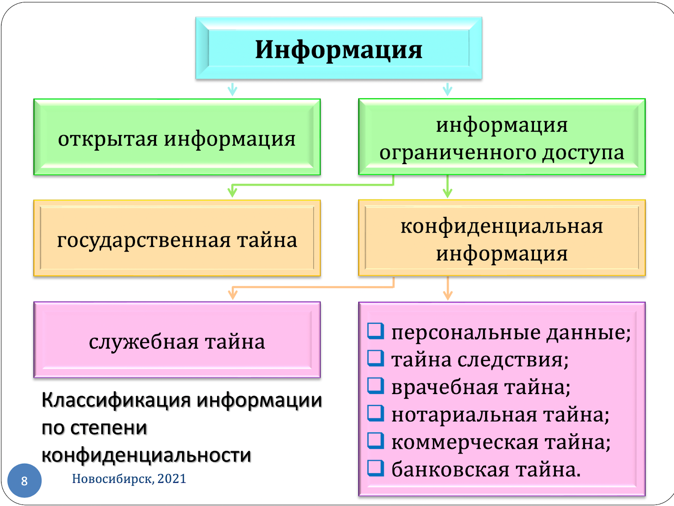 Информация
открытая информация
информация
ограниченного доступа
государственная тайна
конфиденциальная
информация
служебная тайна
персональные данные;
тайна следствия;
врачебная тайна;
нотариальная тайна;
коммерческая тайна;
банковская тайна.
Классификация информации
по степени
конфиденциальности
8
Новосибирск, 2021